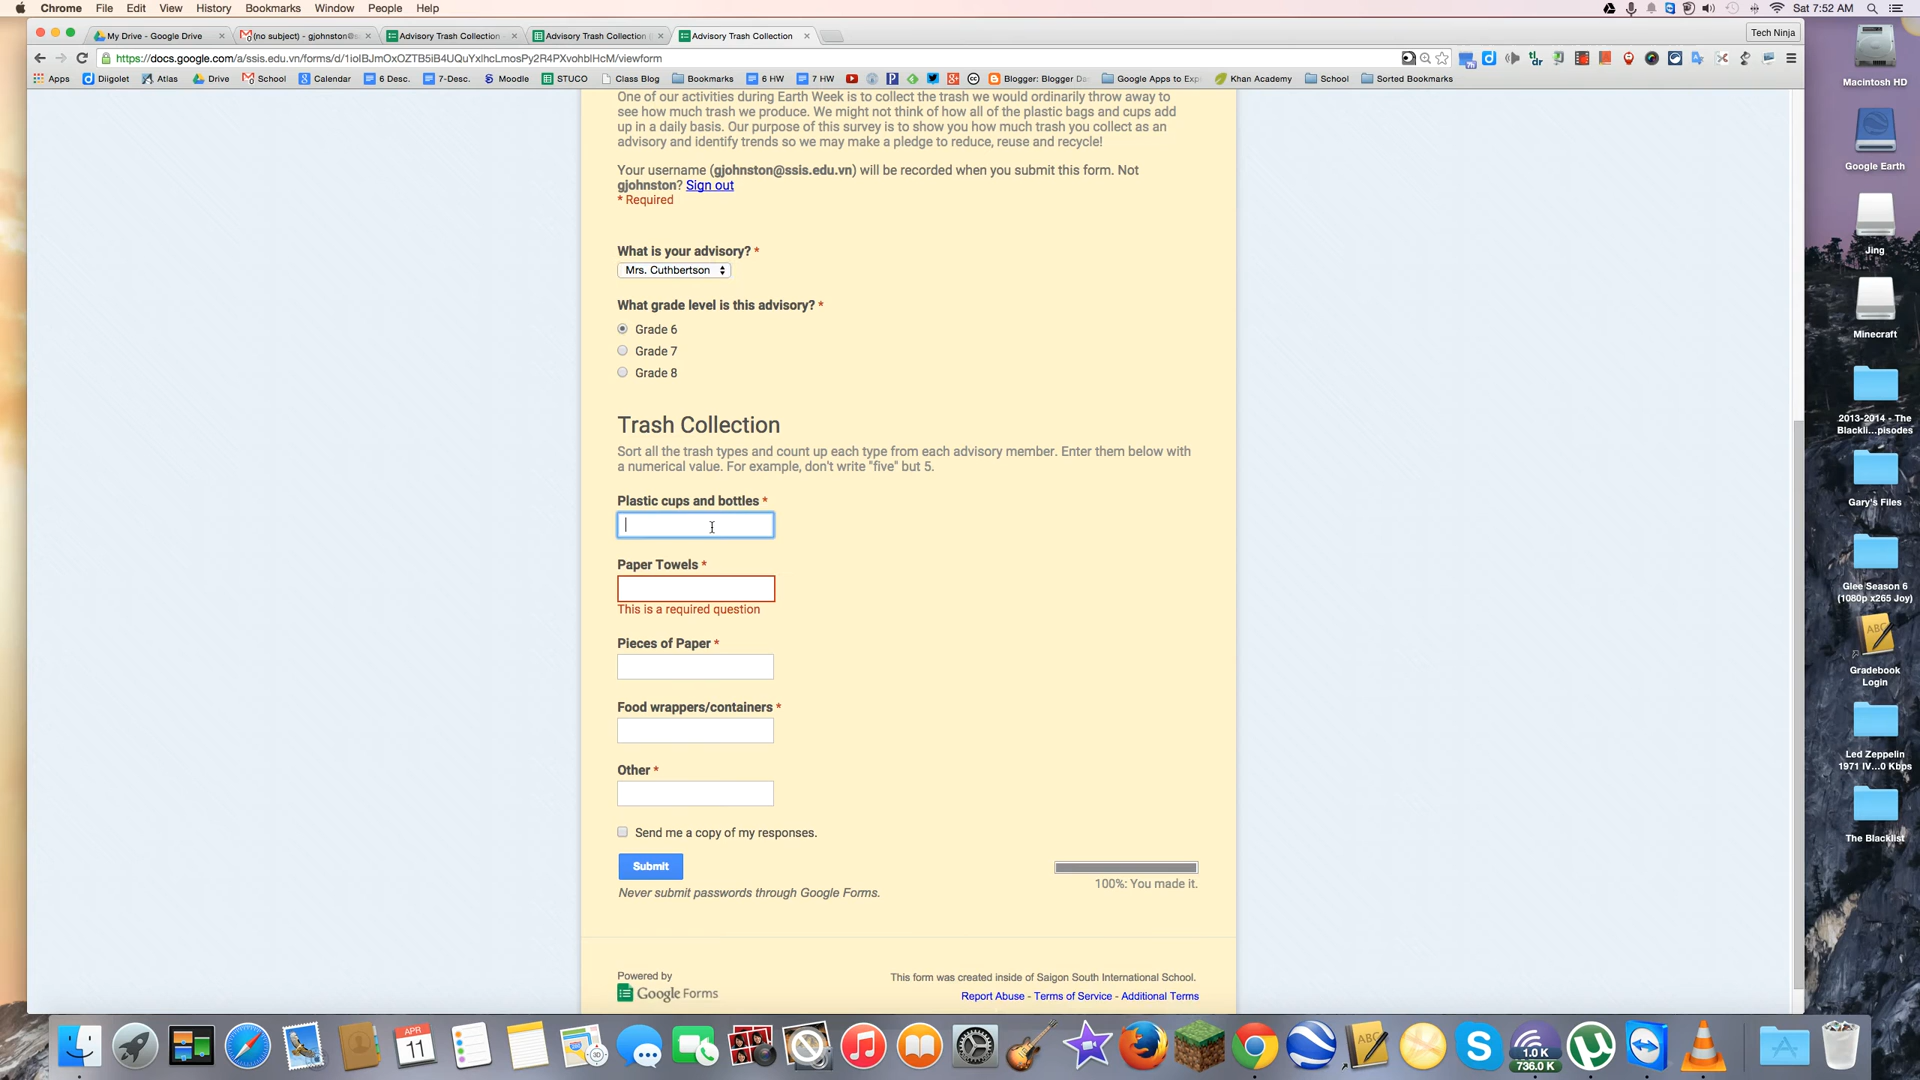 Chrome File Edit View History Bookmarks Window People Help
Sat 7:52 AM
My Drive - Google Drive
(no subject) - gjohnston@s
Advisory Trash Collection
Advisory Trash Collection
Advisory Trash Collection
Tech Ninja
Apps Diigolet Atlas Drive School Calendar 6 Desc. 7-Desc. Moodle STUCO Class Blog Bookmarks 6 HW 7 HW Blogger: Blogger Da Google Apps to Exp Khan Academy School Sorted Bookmarks
One of our activities during Earth Week is to collect the trash we would ordinarily throw away to
see how much trash we produce. We might not think of how all of the plastic bags and cups add
up in a daily basis. Our purpose of this survey is to show you how much trash you collect as an
advisory and identify trends so we may make a pledge to reduce, reuse and recycle!
Your username (gjohnston@ssis.edu.vn) will be recorded when you submit this form. Not
gjohnston? Sign out
* Required
What is your advisory? *
Mrs. Cuthbertson
What grade level is this advisory? *
Grade 6
Grade 7
Grade 8
Trash Collection
Sort all the trash types and count up each type from each advisory member. Enter them below with
a numerical value. For example, don't write "five" but 5.
Plastic cups and bottles *
Paper Towels *
This is a required question
Pieces of Paper *
Food wrappers/containers *
Other *
Send me a copy of my responses.
Submit
100%: You made it.
Never submit passwords through Google Forms.
Powered by
Google Forms
This form was created inside of Saigon South International School.
Report Abuse - Terms of Service - Additional Terms
Macintosh HD
Google Earth
Jing
Minecraft
2013-2014 - The
Blackli...pisodes
Gary's Files
Glee Season 6
(1080p x265 Joy)
Gradebook
Login
Led Zeppelin
1971 IV...0 Kbps
The Blacklist
APR
11
1.0 K
736.0 K